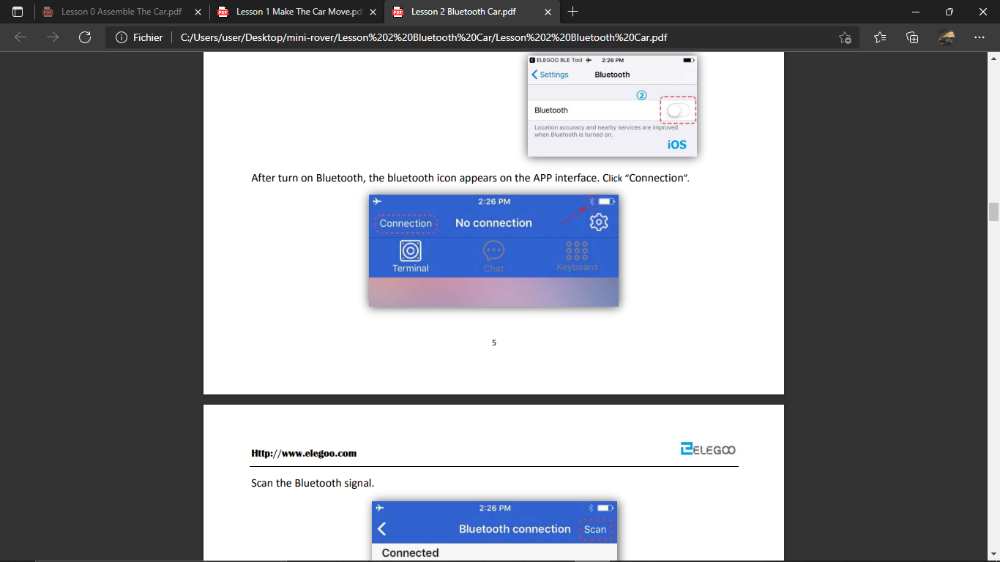 Lesson 0 Assemble The Car.pdf
Lesson 1 Make The Car Move.pd
Lesson 2 Bluetooth Car.pdf
Fichier
C:/Users/user/Desktop/mini-rover/Lesson%202%20Bluetooth%20Car/Lesson%202%20Bluetooth%20Car.pdf
ELEGOO BLE Tool 2:26 PM
Settings Bluetooth
②
Bluetooth
Location accuracy and nearby services are improved
when Bluetooth is turned on.
iOS
After turn on Bluetooth, the bluetooth icon appears on the APP interface. Click “Connection”.
2:26 PM
Connection No connection
Terminal Chat Keyboard
5
Http://www.elegoo.com ELEGOO
Scan the Bluetooth signal.
2:26 PM
Bluetooth connection Scan
Connected